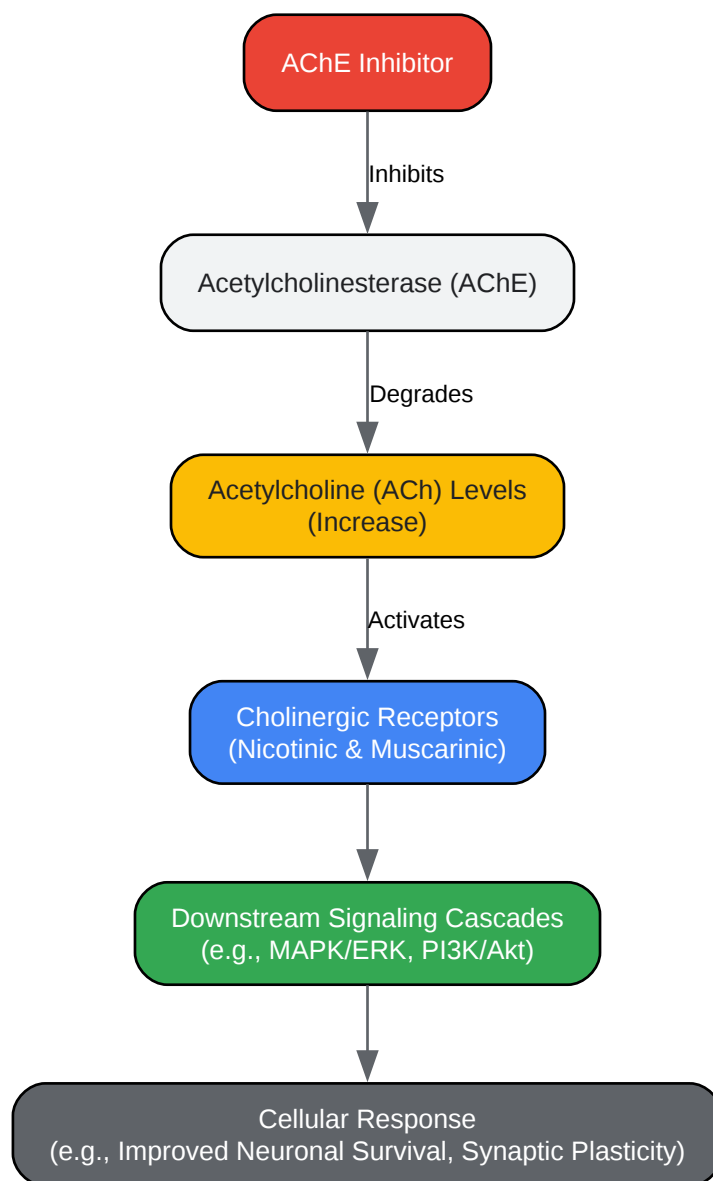 AChE Inhibitor
Inhibits
Acetylcholinesterase (AChE)
Degrades
Acetylcholine (ACh) Levels
(Increase)
Activates
Cholinergic Receptors
(Nicotinic & Muscarinic)
Downstream Signaling Cascades
(e.g., MAPK/ERK, PI3K/Akt)
Cellular Response
(e.g., Improved Neuronal Survival, Synaptic Plasticity)